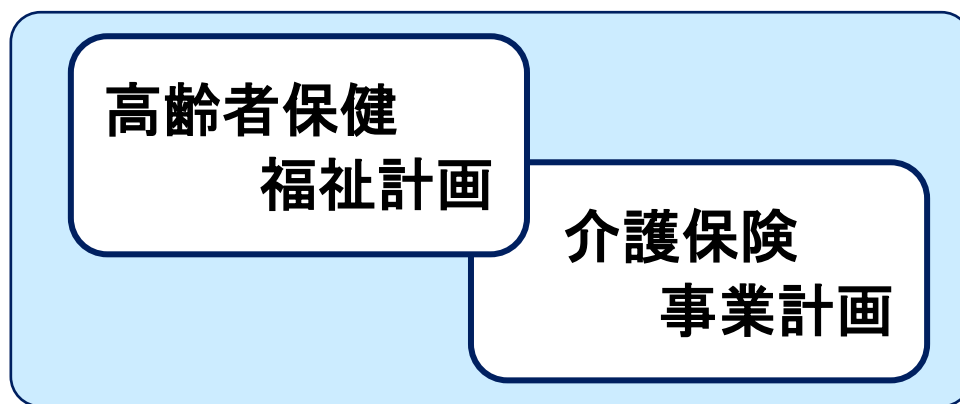 高齢者保健
福祉計画
介護保険
事業計画